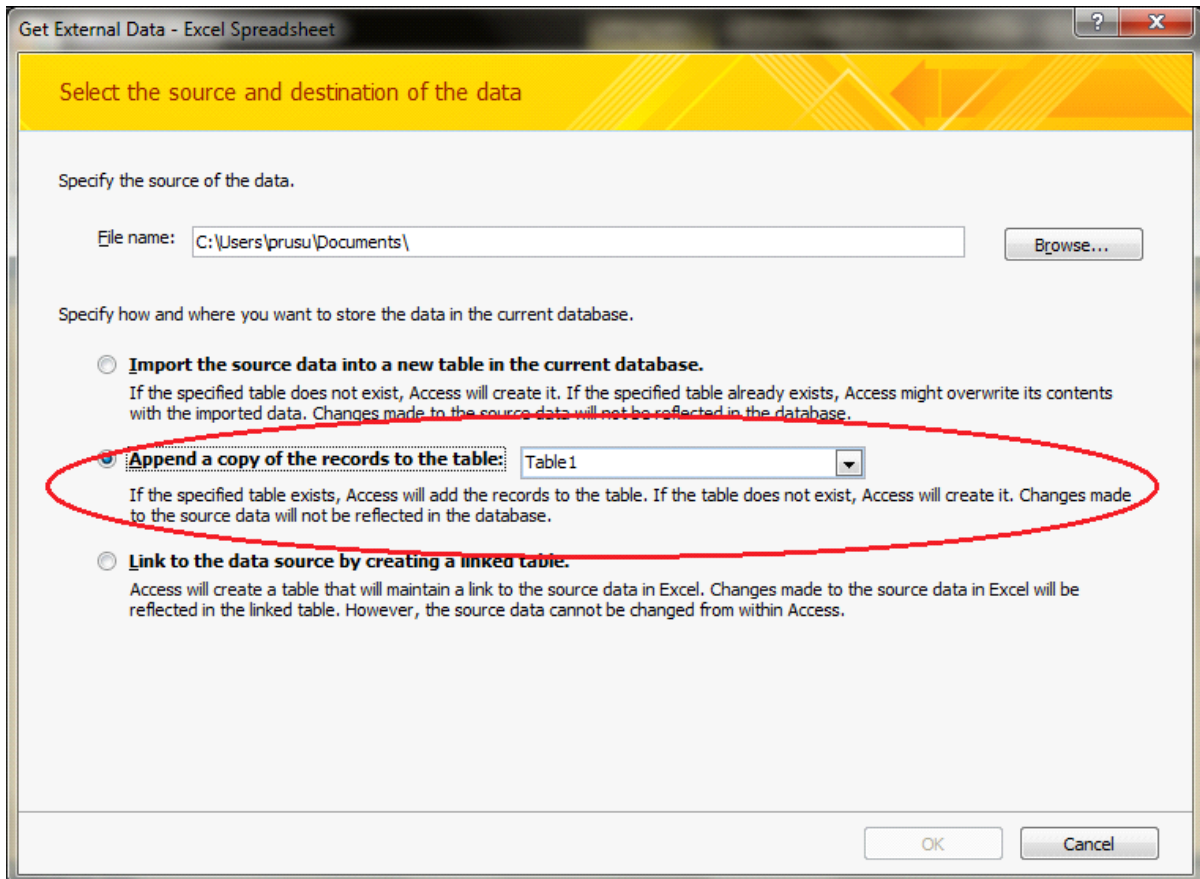 Get External Data - Excel Spreadsheet
?
X
Select the source and destination of the data
Specify the source of the data.
File name: C:\Users\prusu\Documents\ Browse...
Specify how and where you want to store the data in the current database.
Import the source data into a new table in the current database.
If the specified table does not exist, Access will create it. If the specified table already exists, Access might overwrite its contents
with the imported data. Changes made to the source data will not be reflected in the database.
Append a copy of the records to the table: Table1
If the specified table exists, Access will add the records to the table. If the table does not exist, Access will create it. Changes made
to the source data will not be reflected in the database.
Link to the data source by creating a linked table.
Access will create a table that will maintain a link to the source data in Excel. Changes made to the source data in Excel will be
reflected in the linked table. However, the source data cannot be changed from within Access.
OK Cancel